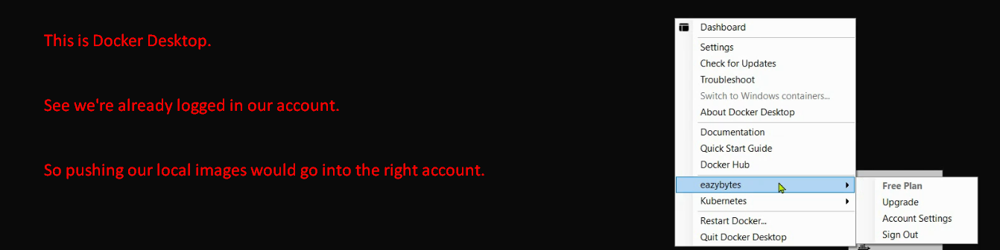 This is Docker Desktop.
See we're already logged in our account.
So pushing our local images would go into the right account.
Dashboard
Settings
Check for Updates
Troubleshoot
Switch to Windows containers...
About Docker Desktop
Documentation
Quick Start Guide
Docker Hub
eazybytes
Kubernetes
Restart Docker...
Quit Docker Desktop
Free Plan
Upgrade
Account Settings
Sign Out